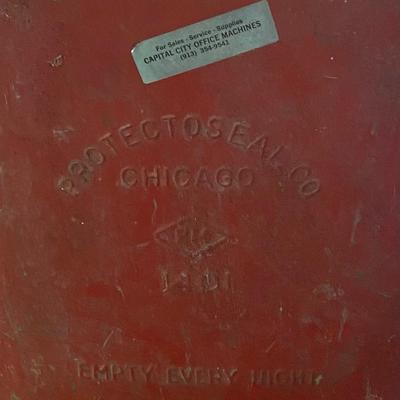 For Sales - Service - Supplies
CAPITAL CITY OFFICE MACHINES
(913) 354-9541
PROTECTOSEAL CO
CHICAGO
EMPTY EVERY NIGHT